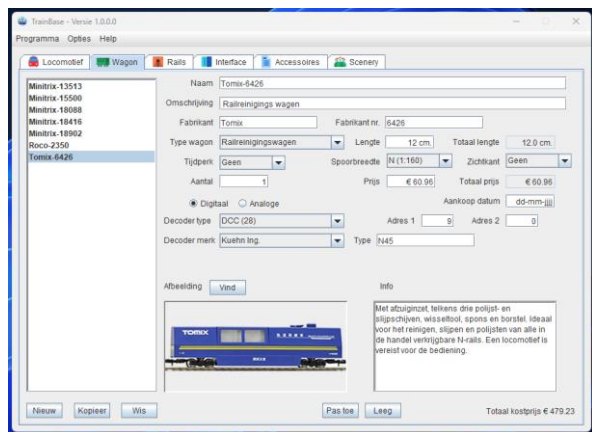 TrainBase - Versie 1.0.0.0
Programma Opties Help
Locomotief Wagon Rails Interface Accessoires Scenery
Minitrix-13513
Minitrix-15500
Minitrix-18088
Minitrix-18416
Minitrix-18902
Roco-2350
Tomix-6426
Naam Tomix-6426
Omschrijving Railreinigings wagen
Fabrikant Tomix Fabrikant nr. 6426
Type wagon Railreinigingswagen Lengte 12 cm. Totaal lengte 12.0 cm.
Tijdperk Geen Spoorbreedte N (1:160) Zichtkant Geen
Aantal 1 Prijs € 60.96 Totaal prijs € 60.96
Digitaal Analoge Aankoop datum dd-mm-jjjj
Decoder type DCC (28) Adres 1 9 Adres 2 0
Decoder merk Kuehn Ing. Type N45
Afbeelding Vind Info
TOMIX
Met afzuiginzet, telkens drie polijst- en
slijpschijven, wisseltool, spons en borstel. Ideaal
voor het reinigen, slijpen en polijsten van alle in
de handel verkrijgbare N-rails. Een locomotief is
vereist voor de bediening.
Nieuw Kopieer Wis Pas toe Leeg Totaal kostprijs € 479.23